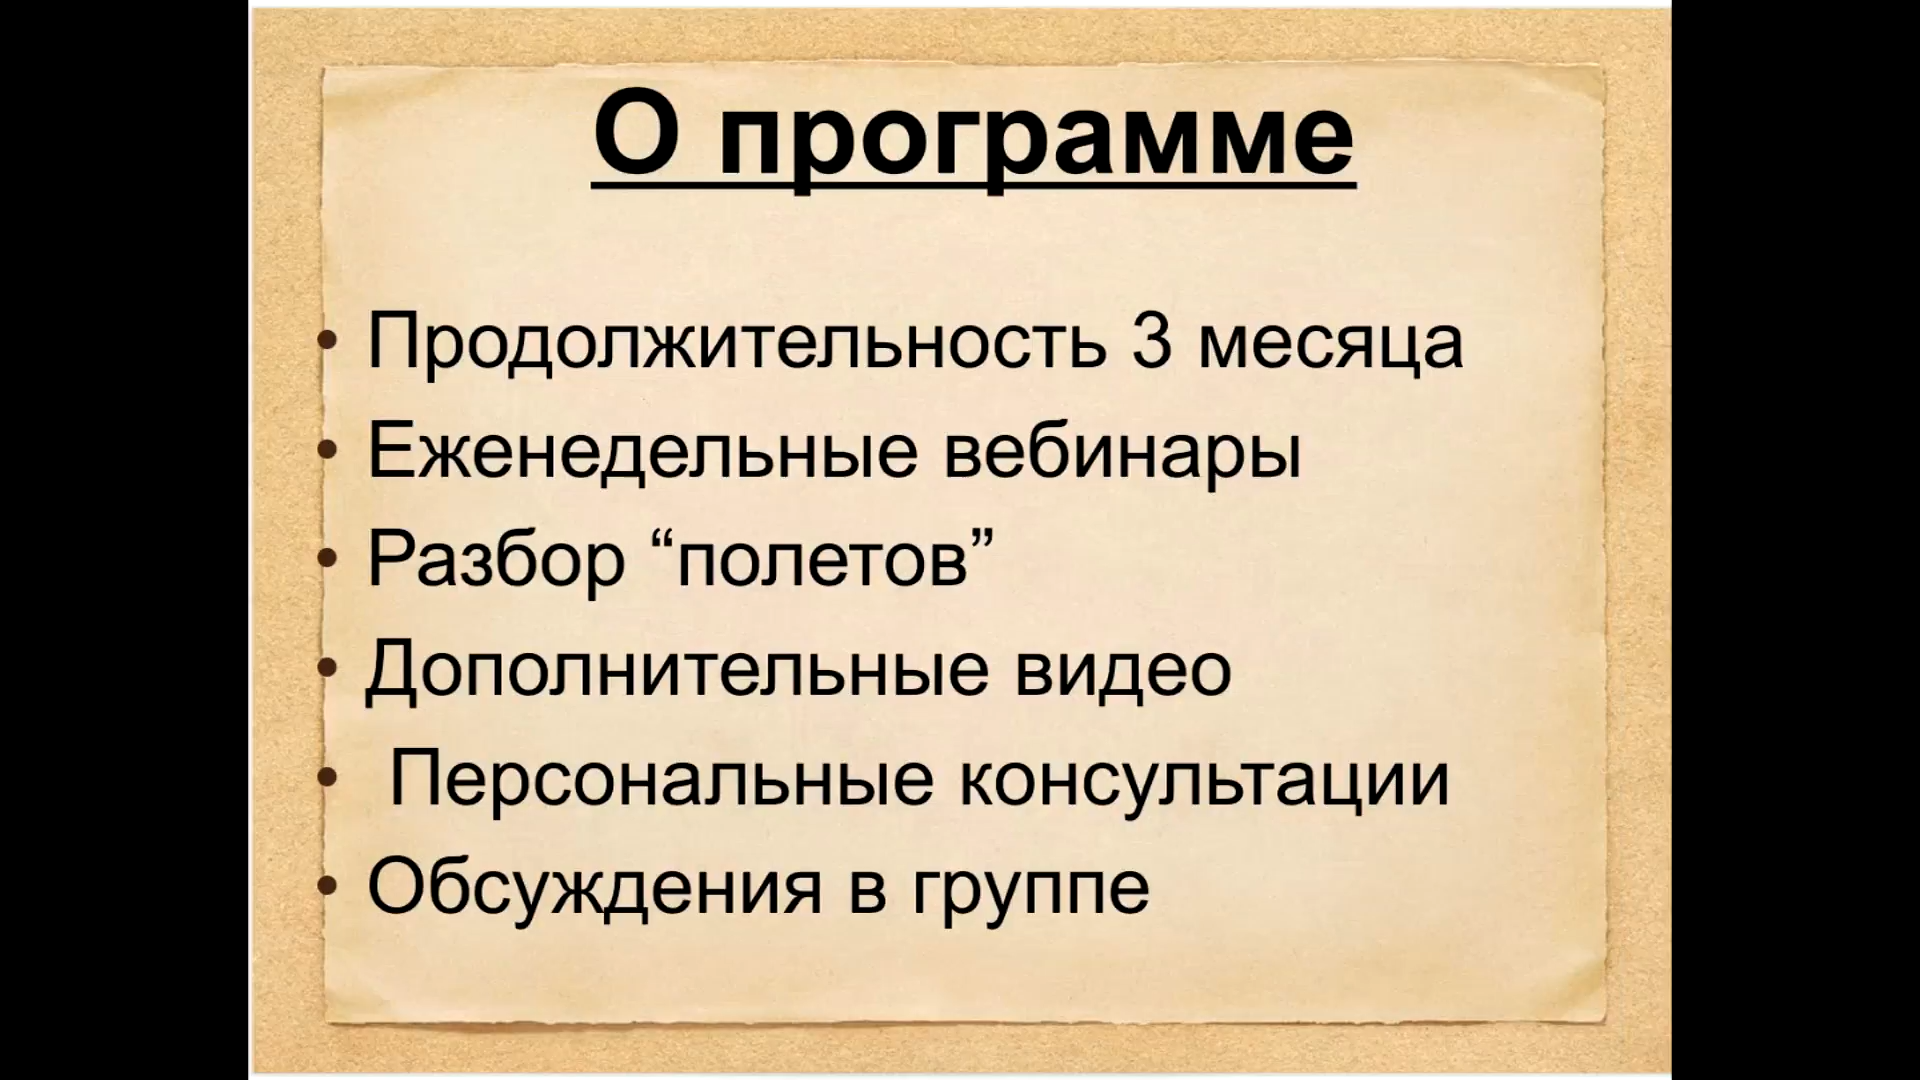 О программе
• Продолжительность 3 месяца
• Еженедельные вебинары
• Разбор “полетов”
• Дополнительные видео
• Персональные консультации
• Обсуждения в группе